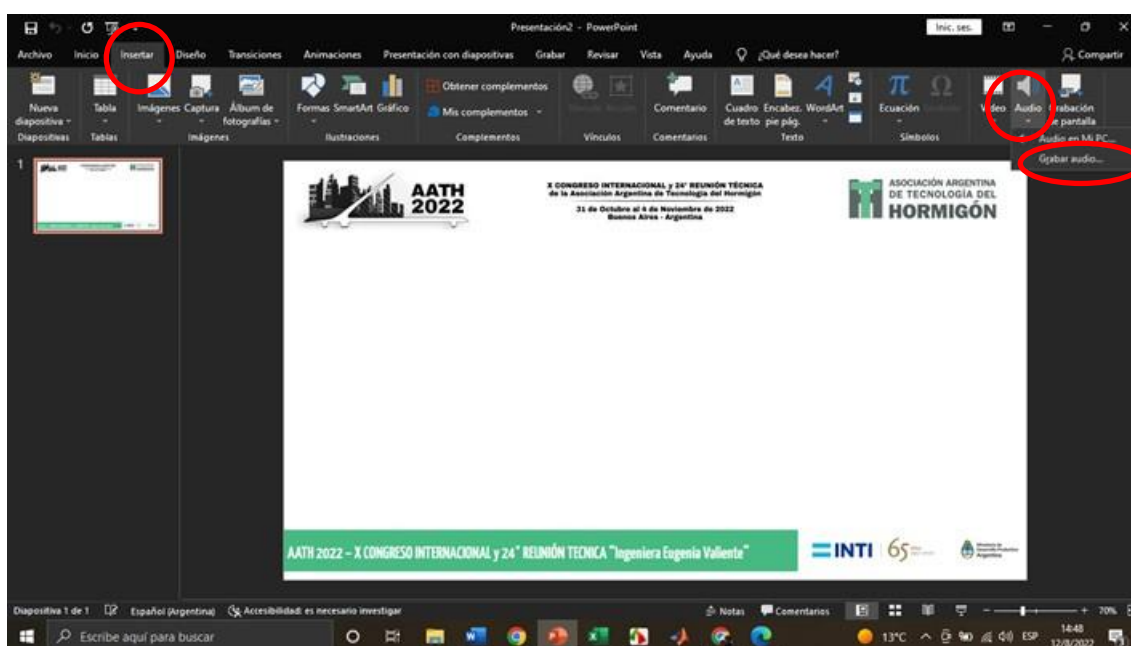 Presentación2 - PowerPoint
Inic. ses.
Archivo Inicio Insertar Diseño Transiciones Animaciones Presentación con diapositivas Grabar Revisar Vista Ayuda ¿Qué desea hacer? Compartir
Nueva diapositiva
Tabla
Imágenes
Captura
Álbum de fotografías
Formas
SmartArt
Gráfico
Obtener complementos
Mis complementos
Comentario
Cuadro de texto
Encabez. pie pág.
WordArt
Ecuación
Video
Audio
Grabación de pantalla
Diapositivas Tablas Imágenes Ilustraciones Complementos Vínculos Comentarios Texto Símbolos
Audio en Mi PC...
Grabar audio...
1
AATH
2022
X CONGRESO INTERNACIONAL y 24° REUNIÓN TÉCNICA
de la Asociación Argentina de Tecnología del Hormigón
31 de Octubre al 4 de Noviembre de 2022
Buenos Aires - Argentina
ASOCIACIÓN ARGENTINA
DE TECNOLOGÍA DEL
HORMIGÓN
AATH 2022 – X CONGRESO INTERNACIONAL y 24° REUNIÓN TECNICA "Ingeniera Eugenia Valiente"
INTI
65
Argentina
Diapositiva 1 de 1 Español (Argentina) Accesibilidad: es necesario investigar Notas Comentarios 70%
Escribe aquí para buscar
13°C
ESP
14:48
12/8/2022